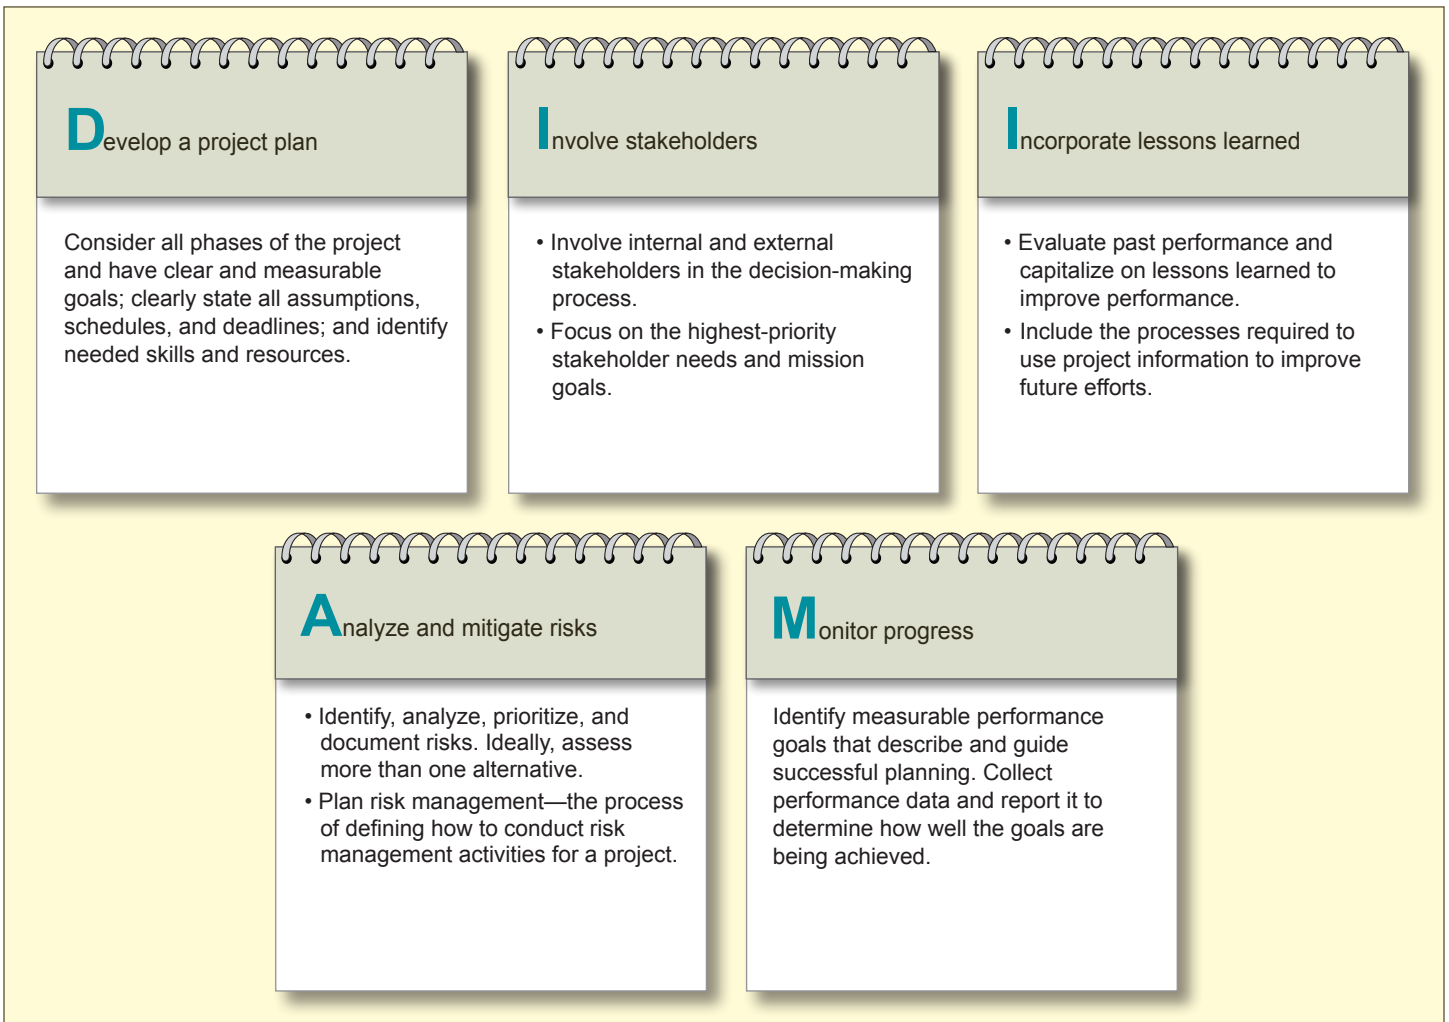 Develop a project plan
Consider all phases of the project
and have clear and measurable
goals; clearly state all assumptions,
schedules, and deadlines; and identify
needed skills and resources.
Involve stakeholders
• Involve internal and external
stakeholders in the decision-making
process.
• Focus on the highest-priority
stakeholder needs and mission
goals.
Incorporate lessons learned
• Evaluate past performance and
capitalize on lessons learned to
improve performance.
• Include the processes required to
use project information to improve
future efforts.
Analyze and mitigate risks
• Identify, analyze, prioritize, and
document risks. Ideally, assess
more than one alternative.
• Plan risk management—the process
of defining how to conduct risk
management activities for a project.
Monitor progress
Identify measurable performance
goals that describe and guide
successful planning. Collect
performance data and report it to
determine how well the goals are
being achieved.